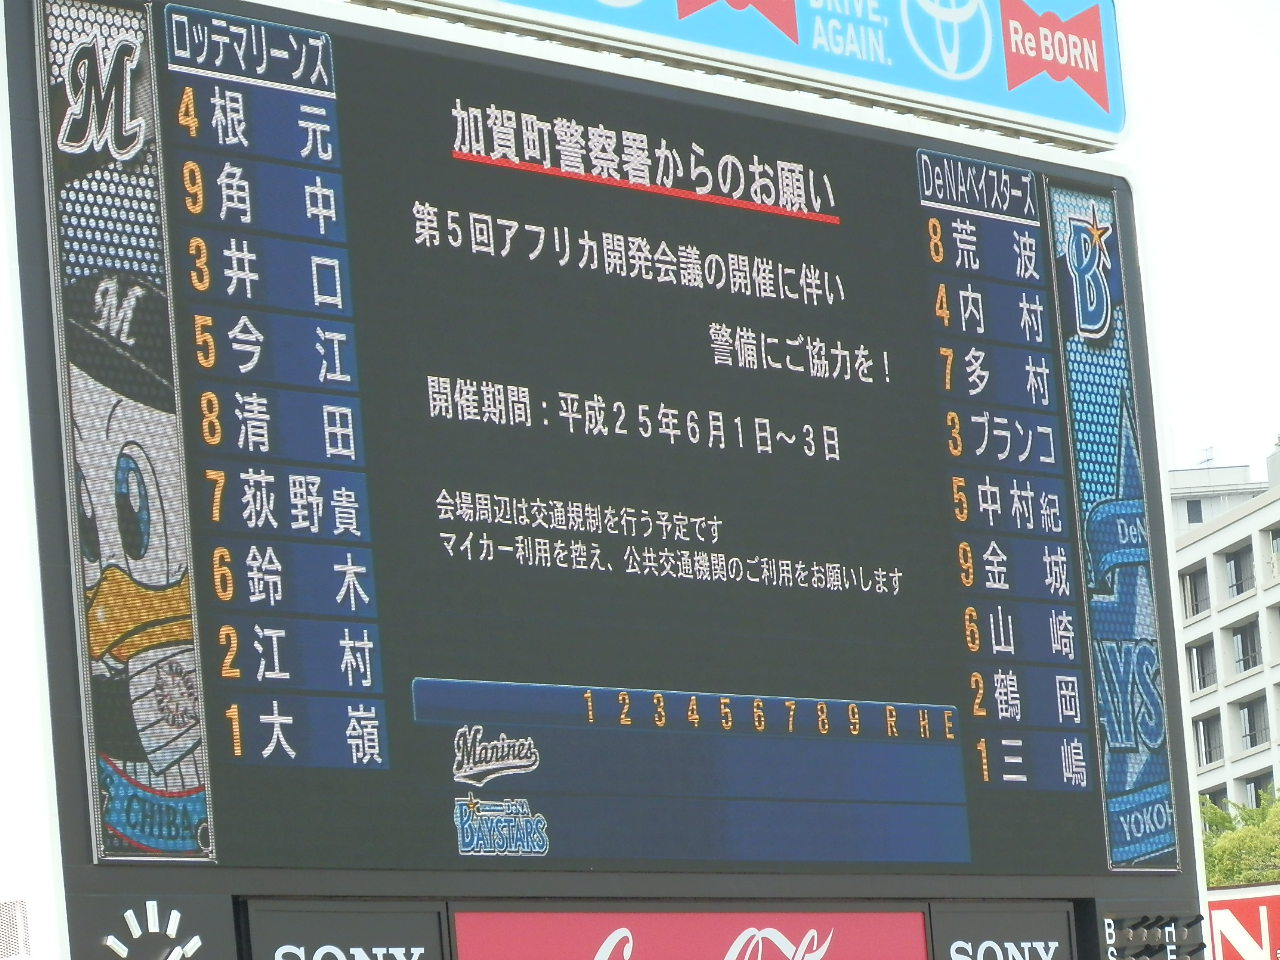 DRIVE,
AGAIN.
Re BORN
M
ロッテマリーンズ
4 根元
9 角中
3 井口
5 今江
8 清田
7 荻野貴
6 鈴木
2 江村
1 大嶺
CHIBA
加賀町警察署からのお願い
第5回アフリカ開発会議の開催に伴い
警備にご協力を！
開催期間：平成25年6月1日～3日
会場周辺は交通規制を行う予定です
マイカー利用を控え、公共交通機関のご利用をお願いします
1 2 3 4 5 6 7 8 9 R H E
Marines
DeNA
BAYSTARS
DeNAベイスターズ
8 荒波
4 内村
7 多村
3 ブランコ
5 中村紀
9 金城
6 山崎
2 鶴岡
1 三嶋
B
DeN
AYS
YOKO
SONY
SONY
B H
S E
N